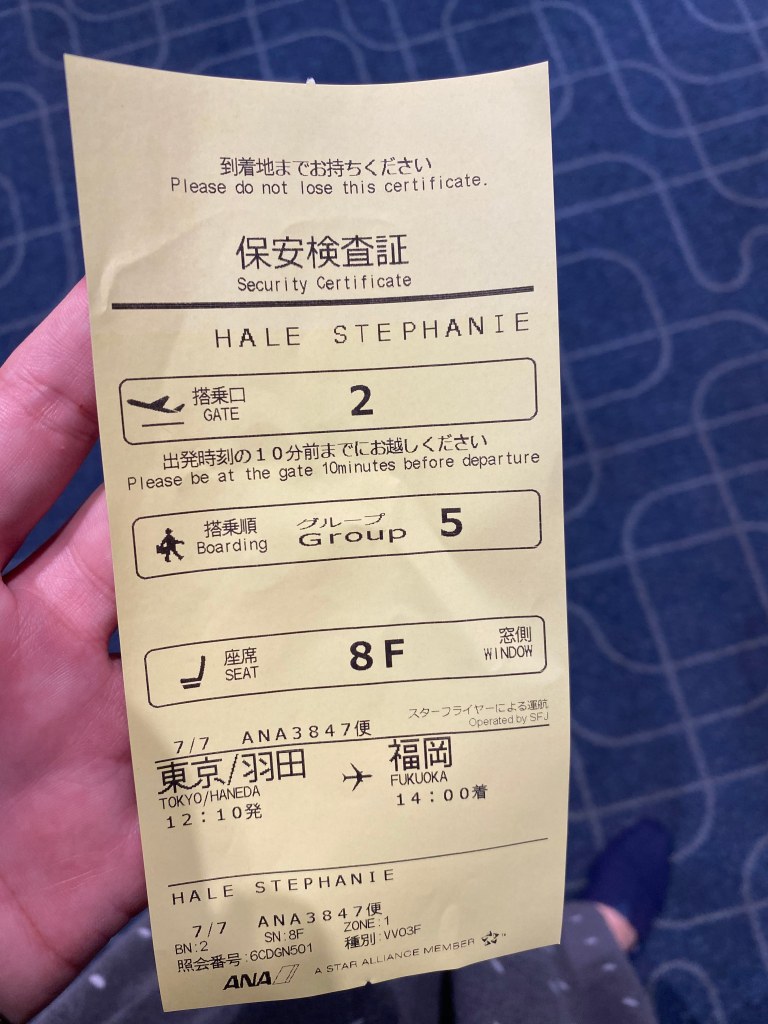 到着地までお持ちください
Please do not lose this certificate.
保安検査証
Security Certificate
HALE STEPHANIE
搭乗口
GATE
2
出発時刻の10分前までにお越しください
Please be at the gate 10minutes before departure
搭乗順
Boarding
グループ
Group
5
座席
SEAT
8F
窓側
WINDOW
スターフライヤーによる運航
Operated by SFJ
7/7 ANA3847便
東京/羽田
TOKYO/HANEDA
12:10発
福岡
FUKUOKA
14:00着
HALE STEPHANIE
7/7 ANA3847便
BN:2 SN:8F ZONE:1
照会番号:6CDGN501 種別:VV03F
ANA A STAR ALLIANCE MEMBER